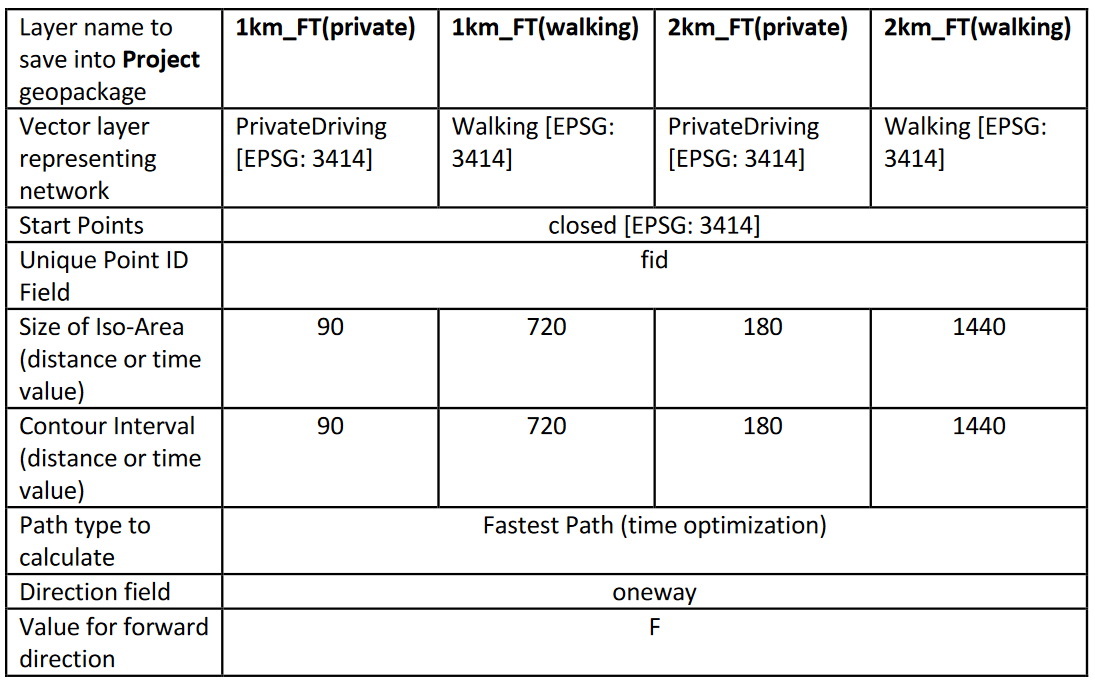 Layer name to
save into Project
geopackage
1km_FT(private)
1km_FT(walking)
2km_FT(private)
2km_FT(walking)
Vector layer
representing
network
PrivateDriving
[EPSG: 3414]
Walking [EPSG:
3414]
PrivateDriving
[EPSG: 3414]
Walking [EPSG:
3414]
Start Points
closed [EPSG: 3414]
Unique Point ID
Field
fid
Size of Iso-Area
(distance or time
value)
90
720
180
1440
Contour Interval
(distance or time
value)
90
720
180
1440
Path type to
calculate
Fastest Path (time optimization)
Direction field
oneway
Value for forward
direction
F